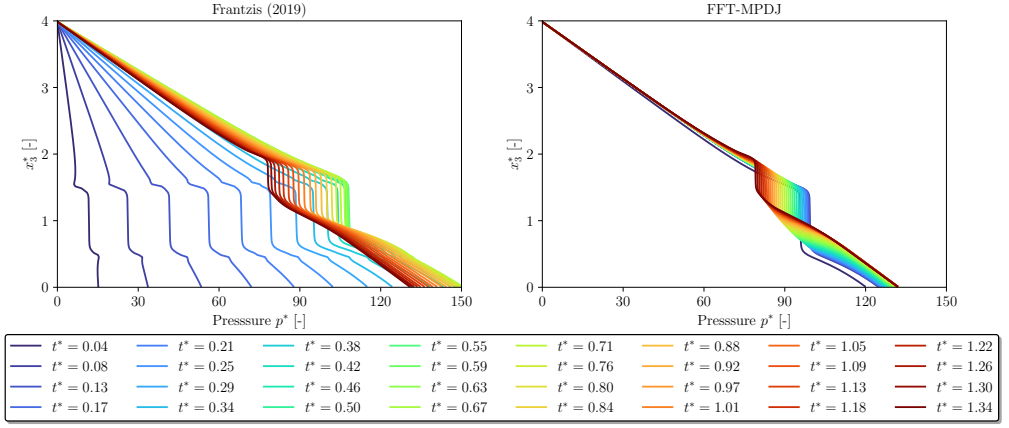 Frantzis (2019)
FFT-MPDJ
4
3
2
1
0
x₃* [-]
0 30 60 90 120 150
Presssure p* [-]
4
3
2
1
0
x₃* [-]
0 30 60 90 120 150
Presssure p* [-]
t* = 0.04 t* = 0.21 t* = 0.38 t* = 0.55 t* = 0.71 t* = 0.88 t* = 1.05 t* = 1.22
t* = 0.08 t* = 0.25 t* = 0.42 t* = 0.59 t* = 0.76 t* = 0.92 t* = 1.09 t* = 1.26
t* = 0.13 t* = 0.29 t* = 0.46 t* = 0.63 t* = 0.80 t* = 0.97 t* = 1.13 t* = 1.30
t* = 0.17 t* = 0.34 t* = 0.50 t* = 0.67 t* = 0.84 t* = 1.01 t* = 1.18 t* = 1.34